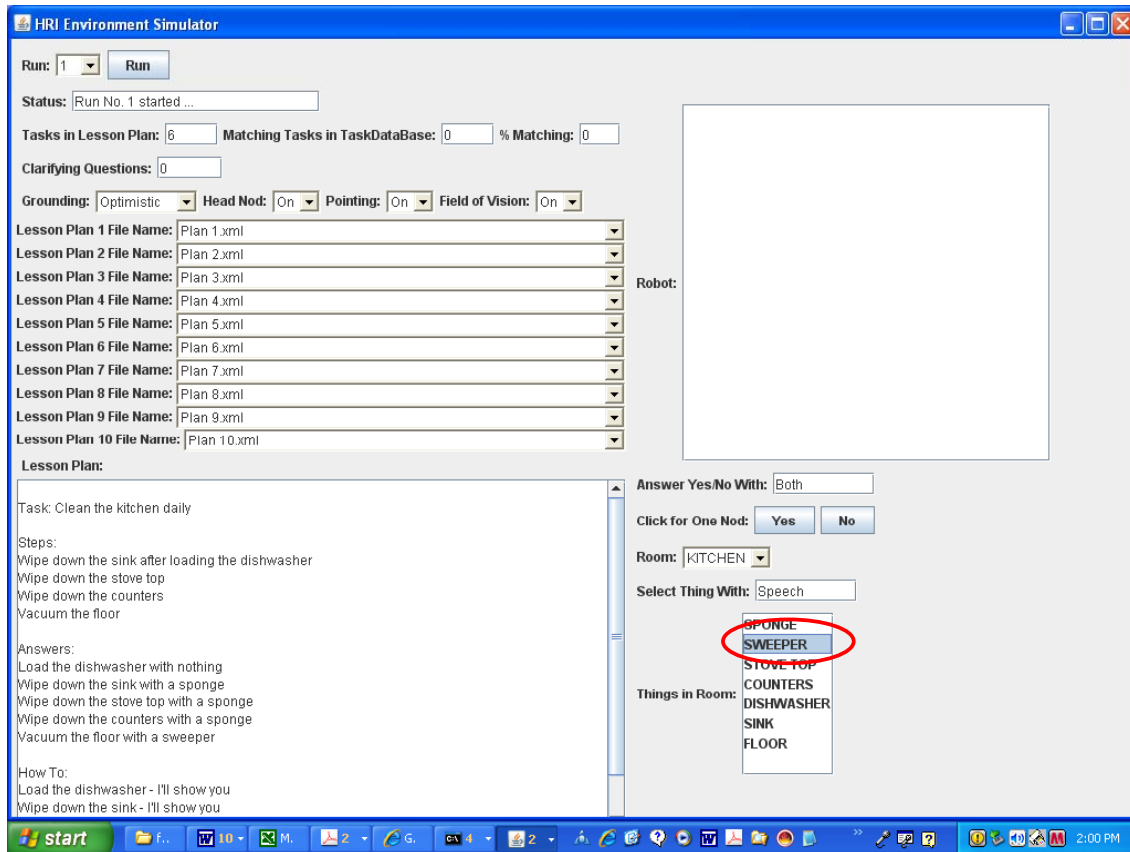 HRI Environment Simulator
Run: 1 Run
Status: Run No. 1 started ...
Tasks in Lesson Plan: 6 Matching Tasks in TaskDataBase: 0 % Matching: 0
Clarifying Questions: 0
Grounding: Optimistic Head Nod: On Pointing: On Field of Vision: On
Lesson Plan 1 File Name: Plan 1.xml
Lesson Plan 2 File Name: Plan 2.xml
Lesson Plan 3 File Name: Plan 3.xml
Lesson Plan 4 File Name: Plan 4.xml
Lesson Plan 5 File Name: Plan 5.xml
Lesson Plan 6 File Name: Plan 6.xml
Lesson Plan 7 File Name: Plan 7.xml
Lesson Plan 8 File Name: Plan 8.xml
Lesson Plan 9 File Name: Plan 9.xml
Lesson Plan 10 File Name: Plan 10.xml
Lesson Plan:
Task: Clean the kitchen daily
Steps:
Wipe down the sink after loading the dishwasher
Wipe down the stove top
Wipe down the counters
Vacuum the floor
Answers:
Load the dishwasher with nothing
Wipe down the sink with a sponge
Wipe down the stove top with a sponge
Wipe down the counters with a sponge
Vacuum the floor with a sweeper
How To:
Load the dishwasher - I'll show you
Wipe down the sink - I'll show you
Robot:
Answer Yes/No With: Both
Click for One Nod: Yes No
Room: KITCHEN
Select Thing With: Speech
Things in Room:
SPONGE
SWEEPER
STOVE TOP
COUNTERS
DISHWASHER
SINK
FLOOR
start f.. 10 M. 2 G. 4 2 2:00 PM